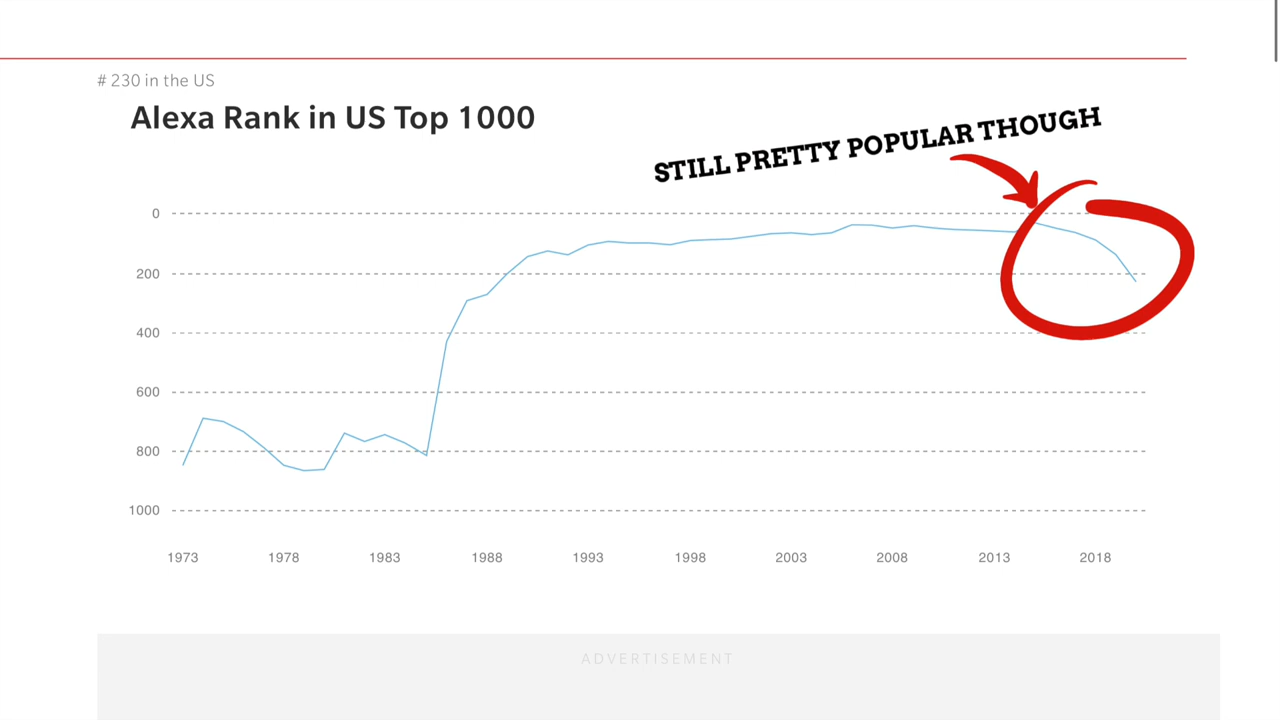 # 230 in the US
Alexa Rank in US Top 1000
STILL PRETTY POPULAR THOUGH
0
200
400
600
800
1000
1973 1978 1983 1988 1993 1998 2003 2008 2013 2018
ADVERTISEMENT